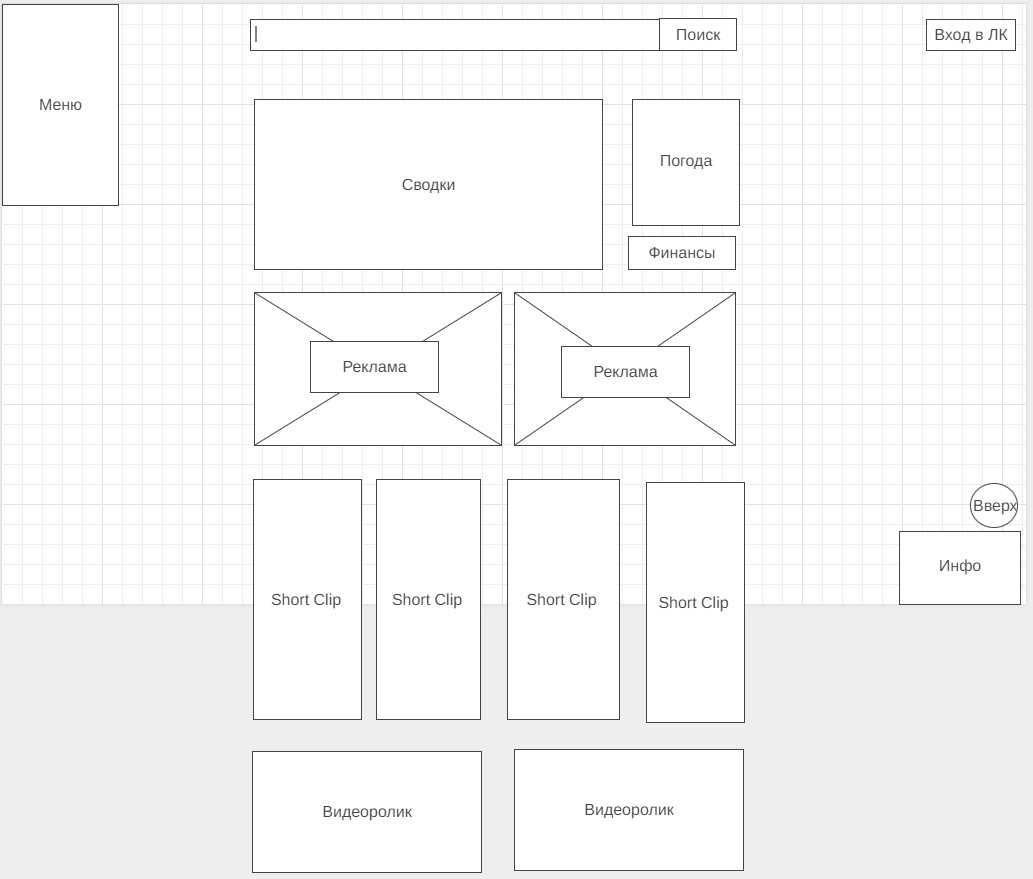 Меню
Поиск
Вход в ЛК
Сводки
Погода
Финансы
Реклама
Реклама
Вверх
Инфо
Short Clip
Short Clip
Short Clip
Short Clip
Видеоролик
Видеоролик